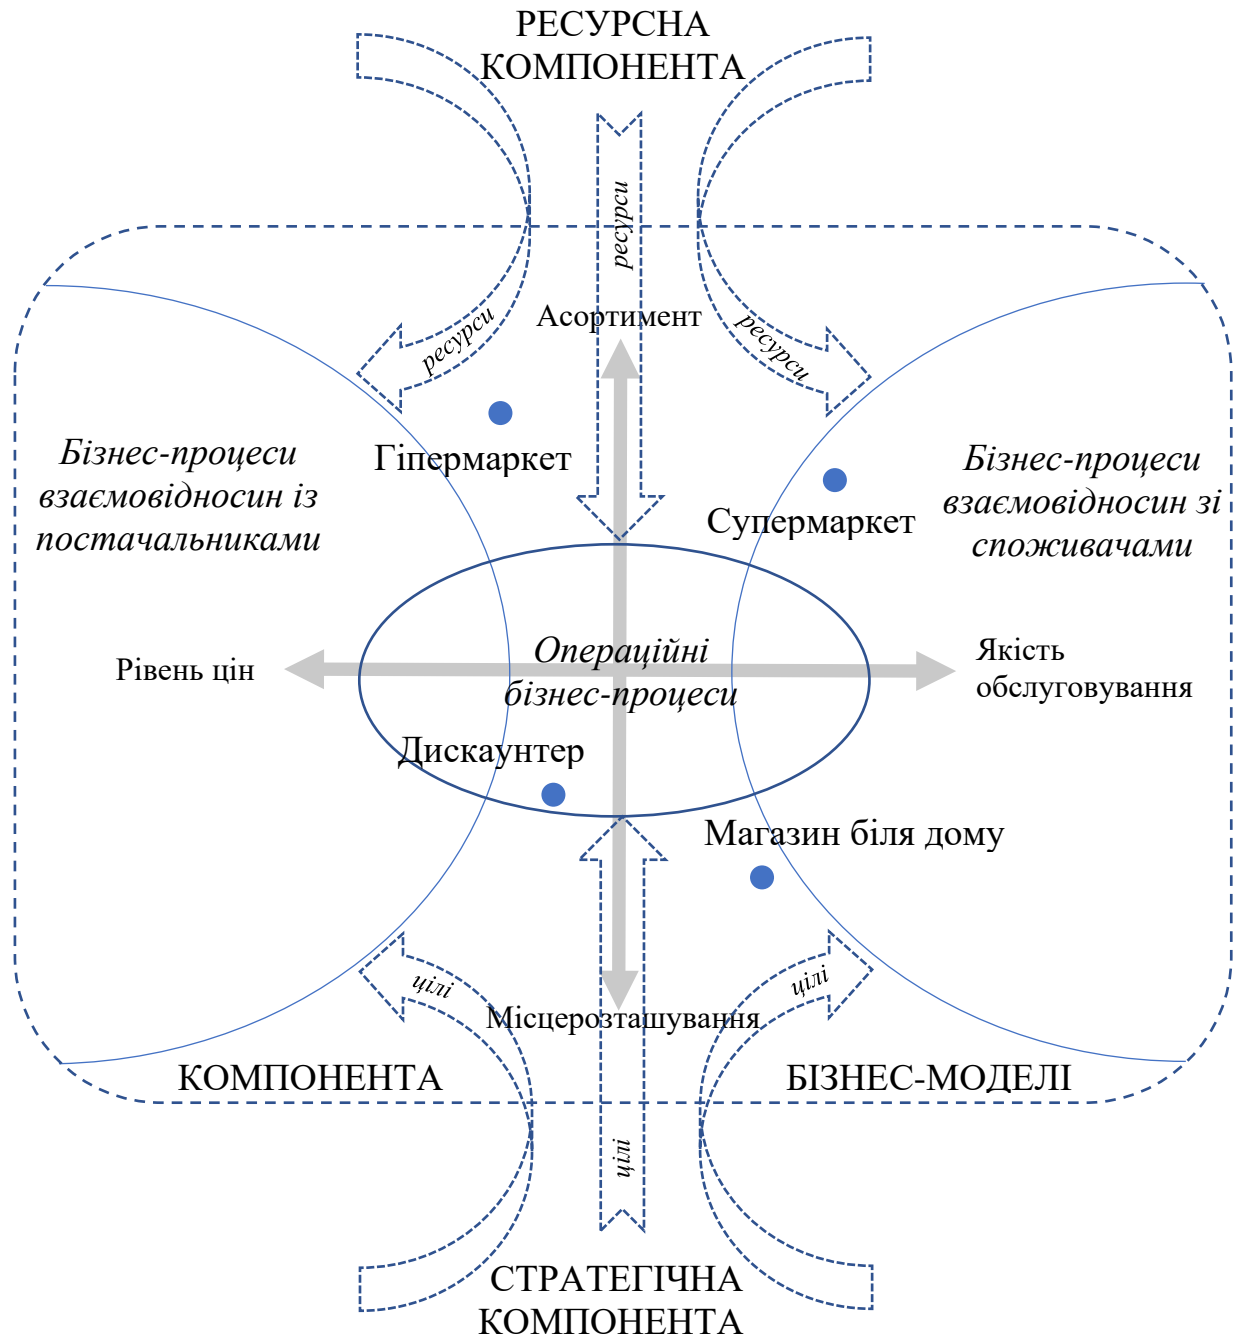 РЕСУРСНА
КОМПОНЕНТА
ресурси
Асортимент
ресурси
ресурси
Гіпермаркет
Бізнес-процеси
взаємовідносин із
постачальниками
Супермаркет
Бізнес-процеси
взаємовідносин зі
споживачами
Рівень цін
Операційні
бізнес-процеси
Якість
обслуговування
Дискаунтер
Магазин біля дому
цілі
цілі
Місцерозташування
КОМПОНЕНТА
БІЗНЕС-МОДЕЛІ
цілі
СТРАТЕГІЧНА
КОМПОНЕНТА